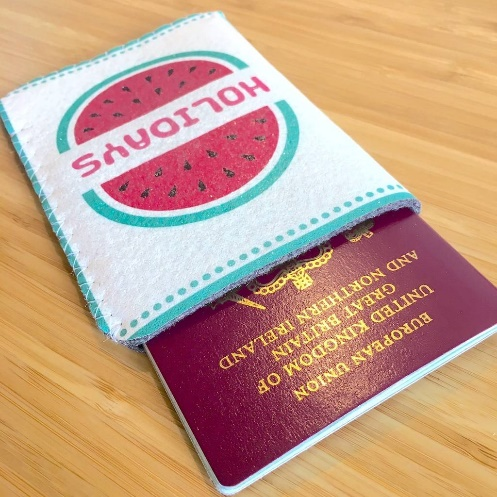 HOLIDAYS
EUROPEAN UNION
UNITED KINGDOM OF
GREAT BRITAIN
AND NORTHERN IRELAND